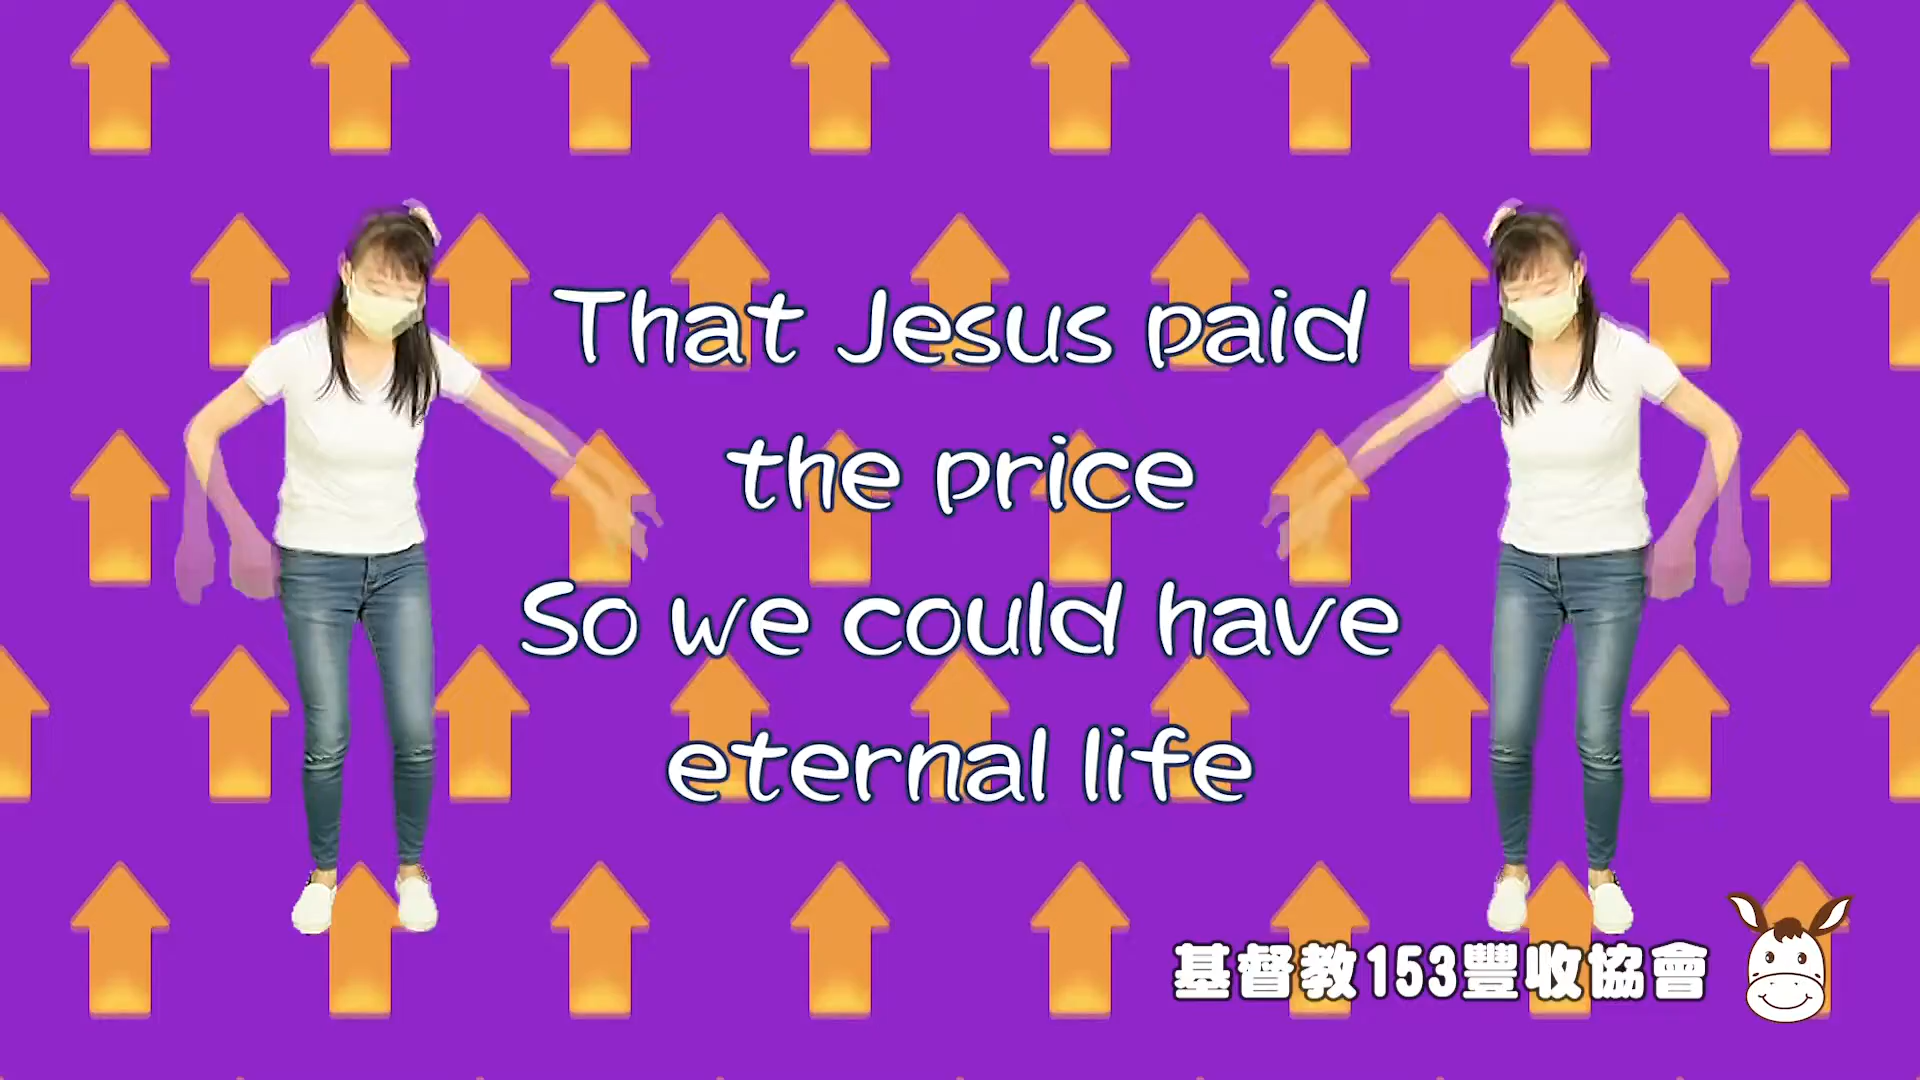 That Jesus paid
the price
So we could have
eternal life
基督教153豐收協會